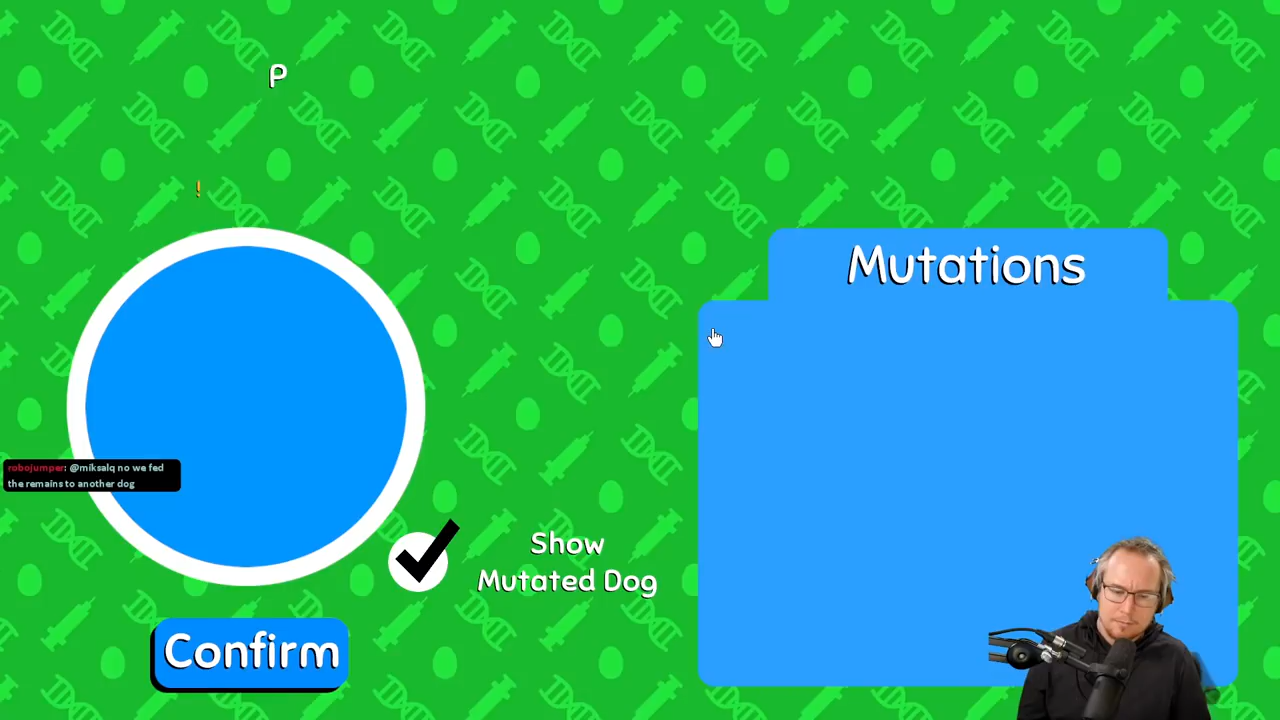 P
!
Mutations
robojumper: @miksalq no we fed
the remains to another dog
Show
Mutated Dog
Confirm